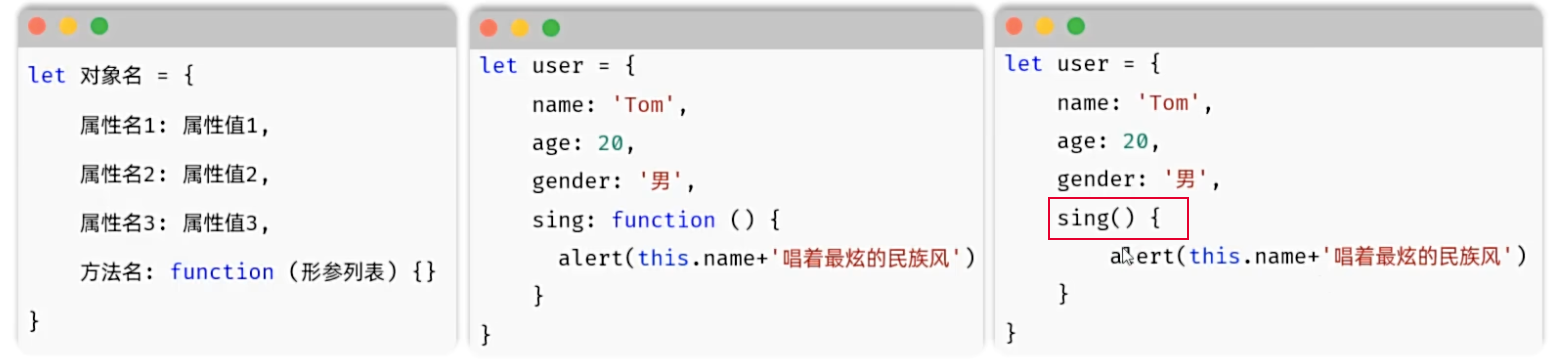 let 对象名 = {
属性名1: 属性值1,
属性名2: 属性值2,
属性名3: 属性值3,
方法名: function (形参列表) {}
}
let user = {
name: 'Tom',
age: 20,
gender: '男',
sing: function () {
alert(this.name+'唱着最炫的民族风')
}
}
let user = {
name: 'Tom',
age: 20,
gender: '男',
sing() {
alert(this.name+'唱着最炫的民族风')
}
}